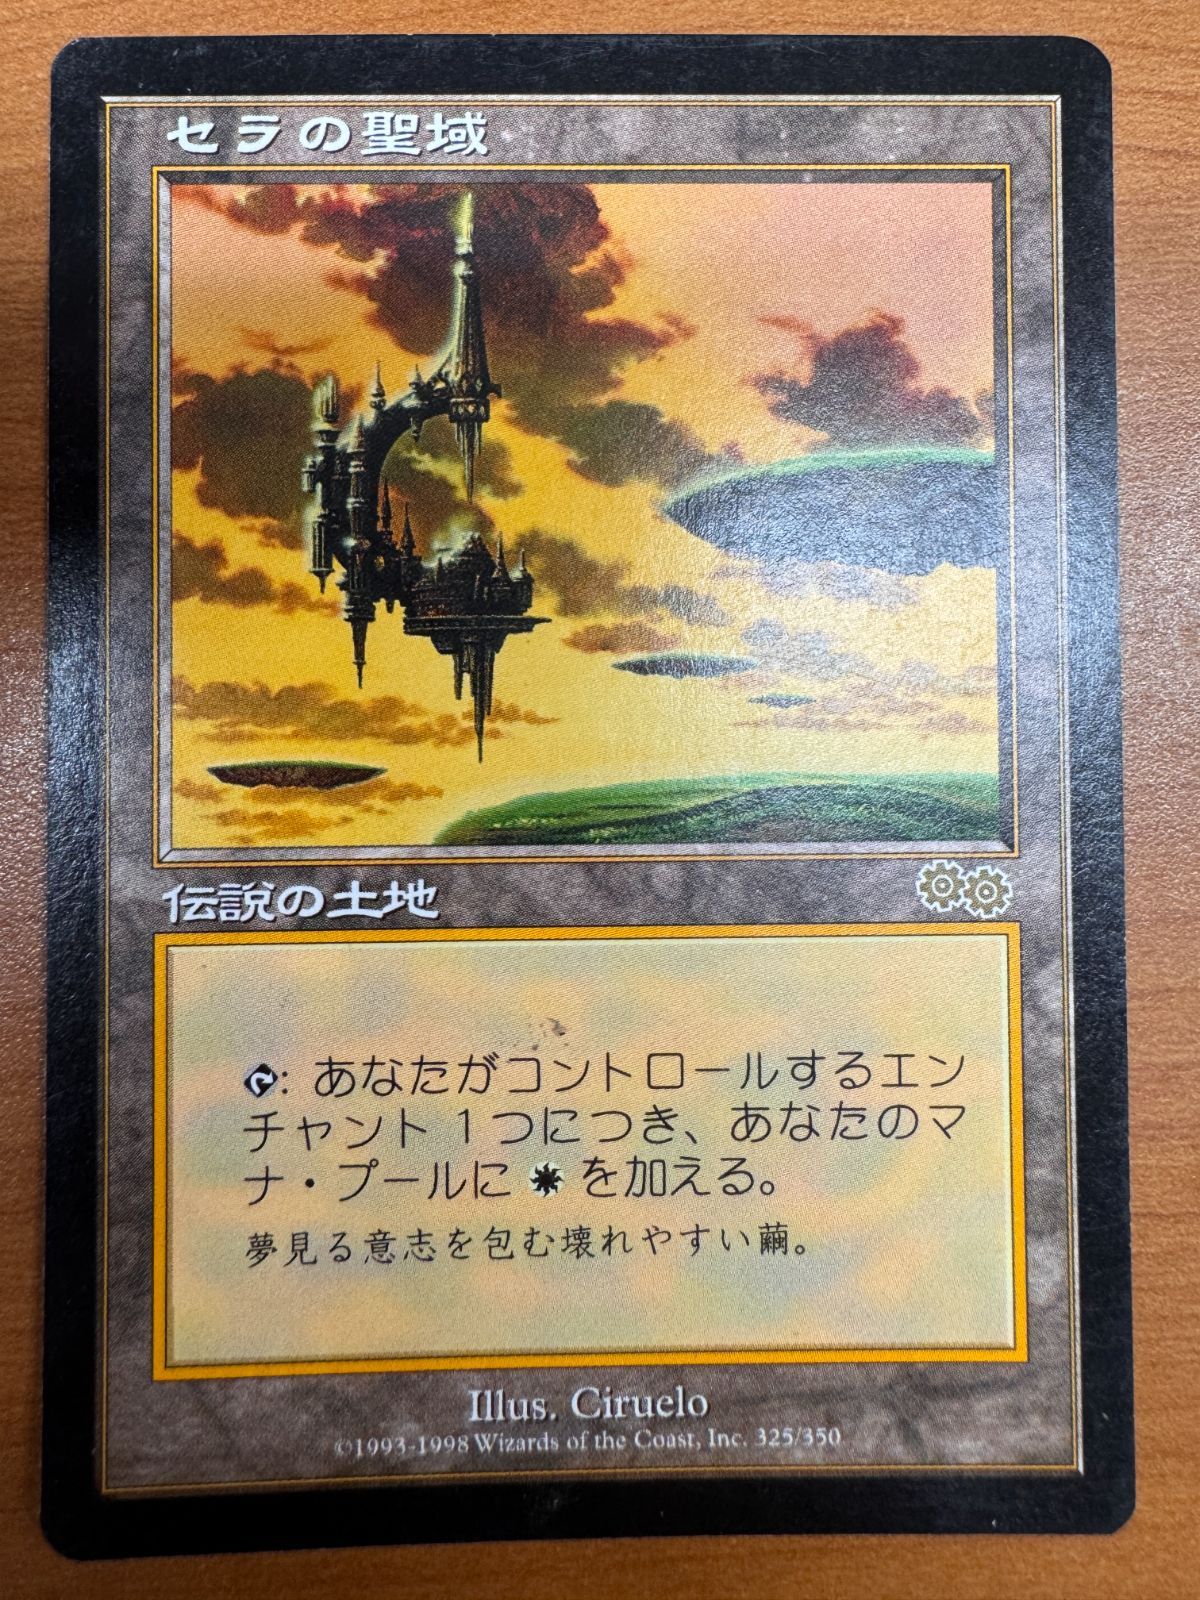 セラの聖域
伝説の土地
: あなたがコントロールするエン
チャント1つにつき、あなたのマ
ナ・プールに を加える。
夢見る意志を包む壊れやすい繭。
Illus. Ciruelo
©1993-1998 Wizards of the Coast, Inc. 325/350